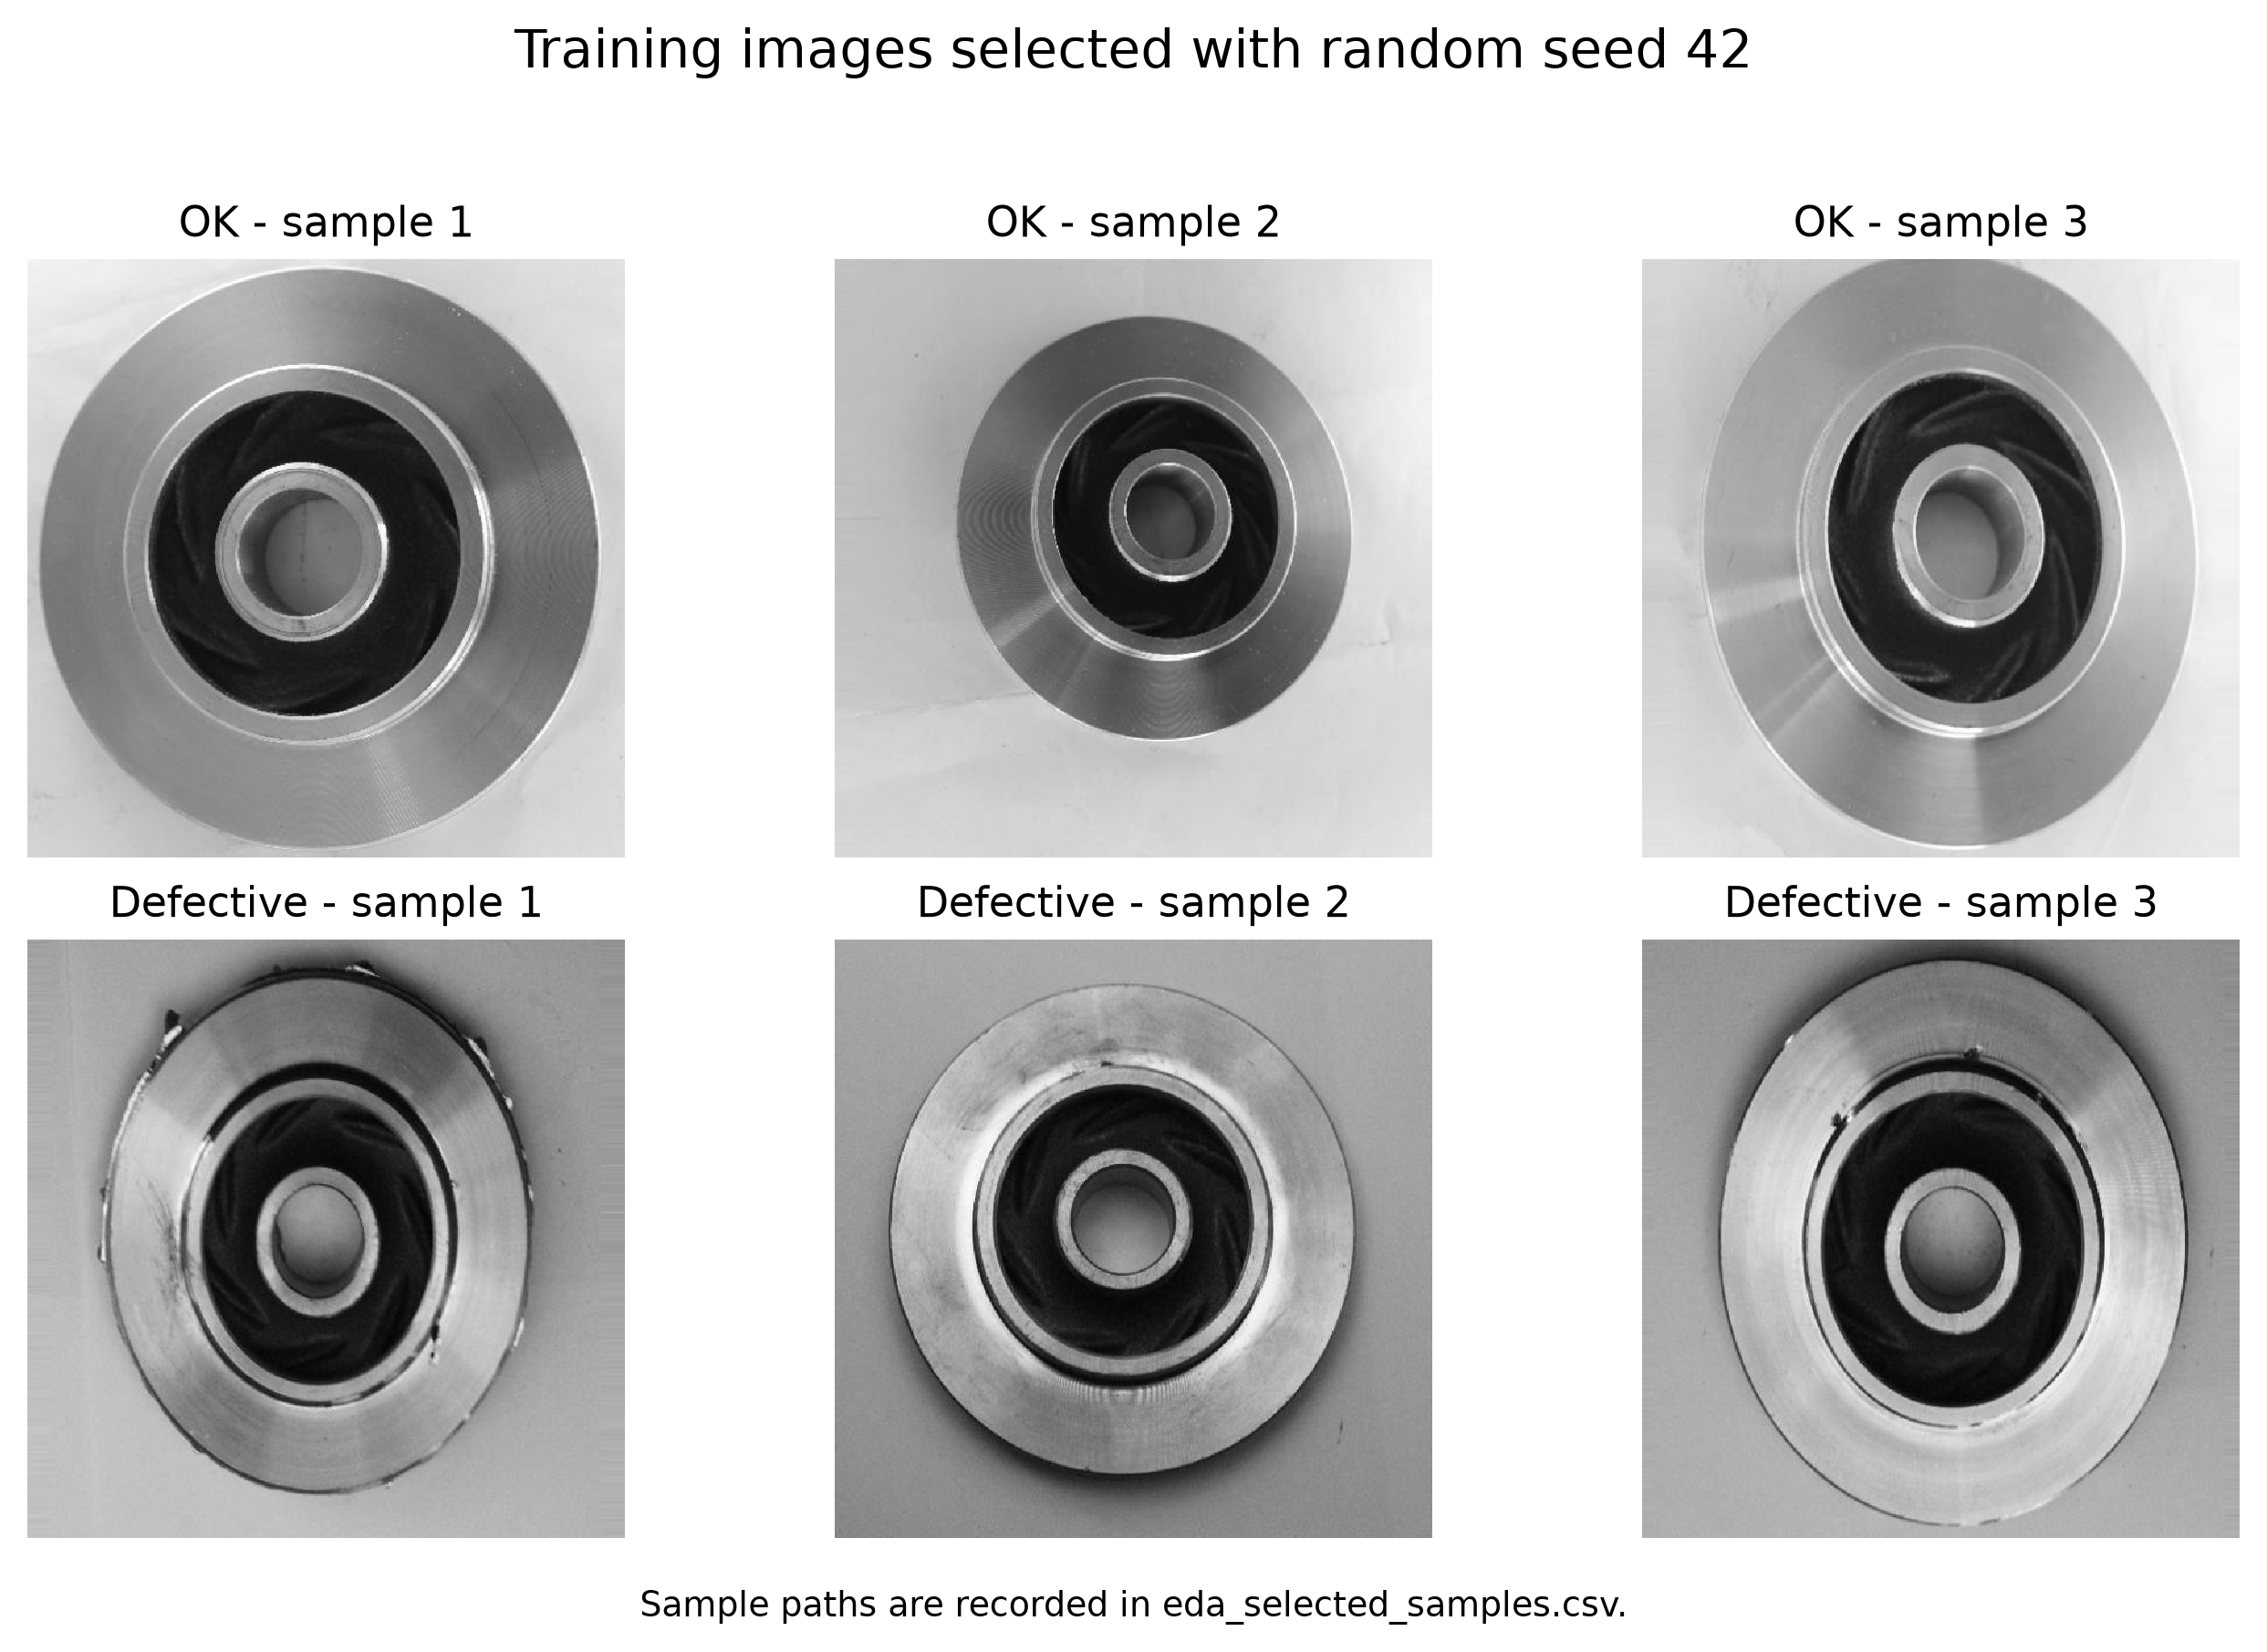 Training images selected with random seed 42
OK - sample 1
OK - sample 2
OK - sample 3
Defective - sample 1
Defective - sample 2
Defective - sample 3
Sample paths are recorded in eda_selected_samples.csv.